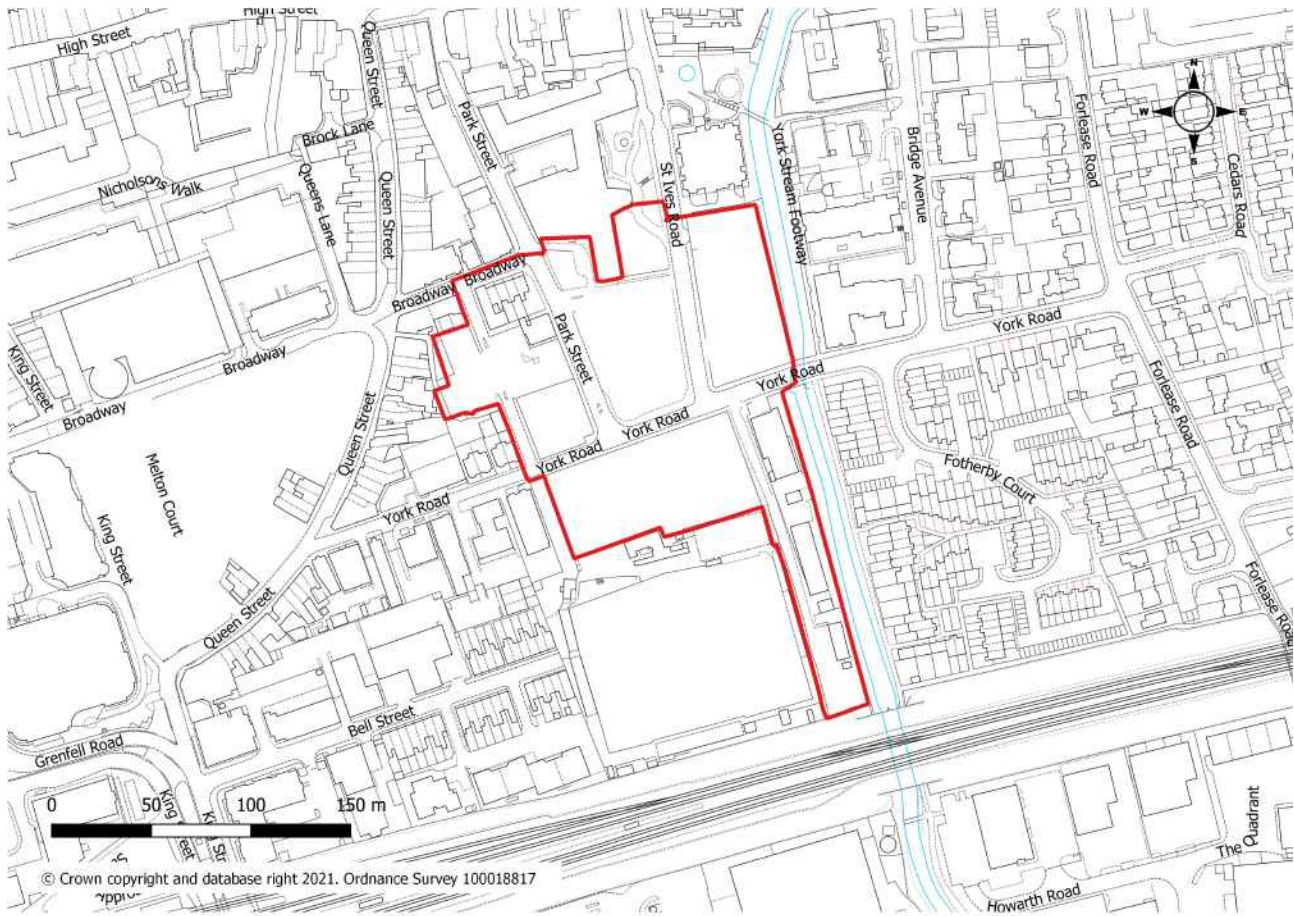 High Street
High Street
Queen Street
Park Street
Brock Lane
Nicholsons Walk
Queens Lane
Queen Street
St Ives Road
York Stream Footway
Bridge Avenue
Forlease Road
Cedars Road
N
W
E
S
Broadway
Broadway
Broadway
King Street
Broadway
Park Street
York Road
York Road
Forlease Road
Melton Court
Queen Street
York Road
York Road
York Road
Fotherby Court
King Street
Queen Street
Bell Street
Forlease Road
Grenfell Road
King Street
0 50 100 150 m
The Quadrant
© Crown copyright and database right 2021. Ordnance Survey 100018817
Howarth Road